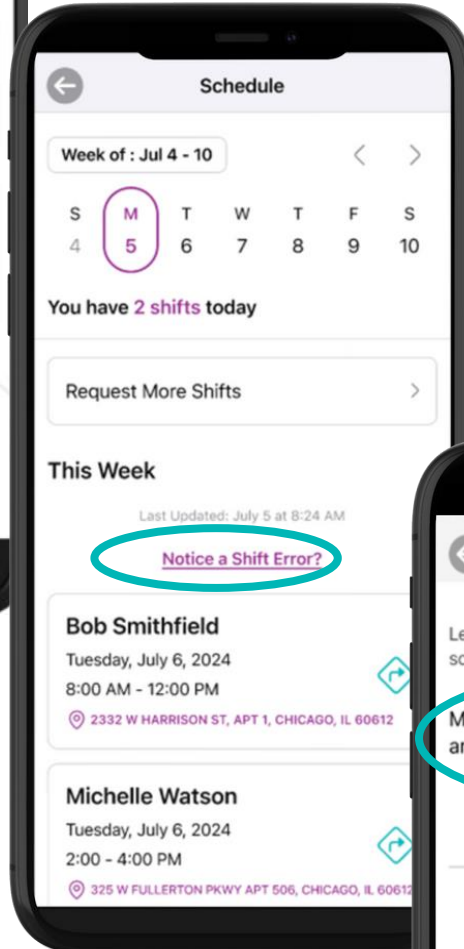 Schedule
Week of : Jul 4 - 10
S M T W T F S
4 5 6 7 8 9 10
You have 2 shifts today
Request More Shifts
This Week
Last Updated: July 5 at 8:24 AM
Notice a Shift Error?
Bob Smithfield
Tuesday, July 6, 2024
8:00 AM - 12:00 PM
2332 W HARRISON ST, APT 1, CHICAGO, IL 60612
Michelle Watson
Tuesday, July 6, 2024
2:00 - 4:00 PM
325 W FULLERTON PKWY APT 506, CHICAGO, IL 60612